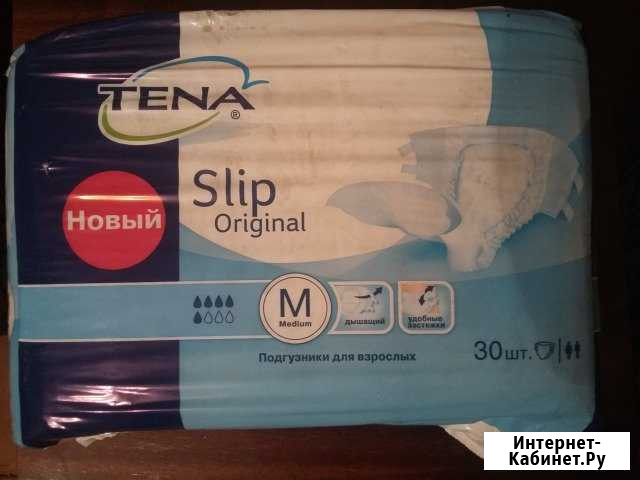 TENA®
Новый
Slip
Original
M
Medium
дышащий
удобные
застежки
Подгузники для взрослых
30шт.
Интернет-
Кабинет.Ру